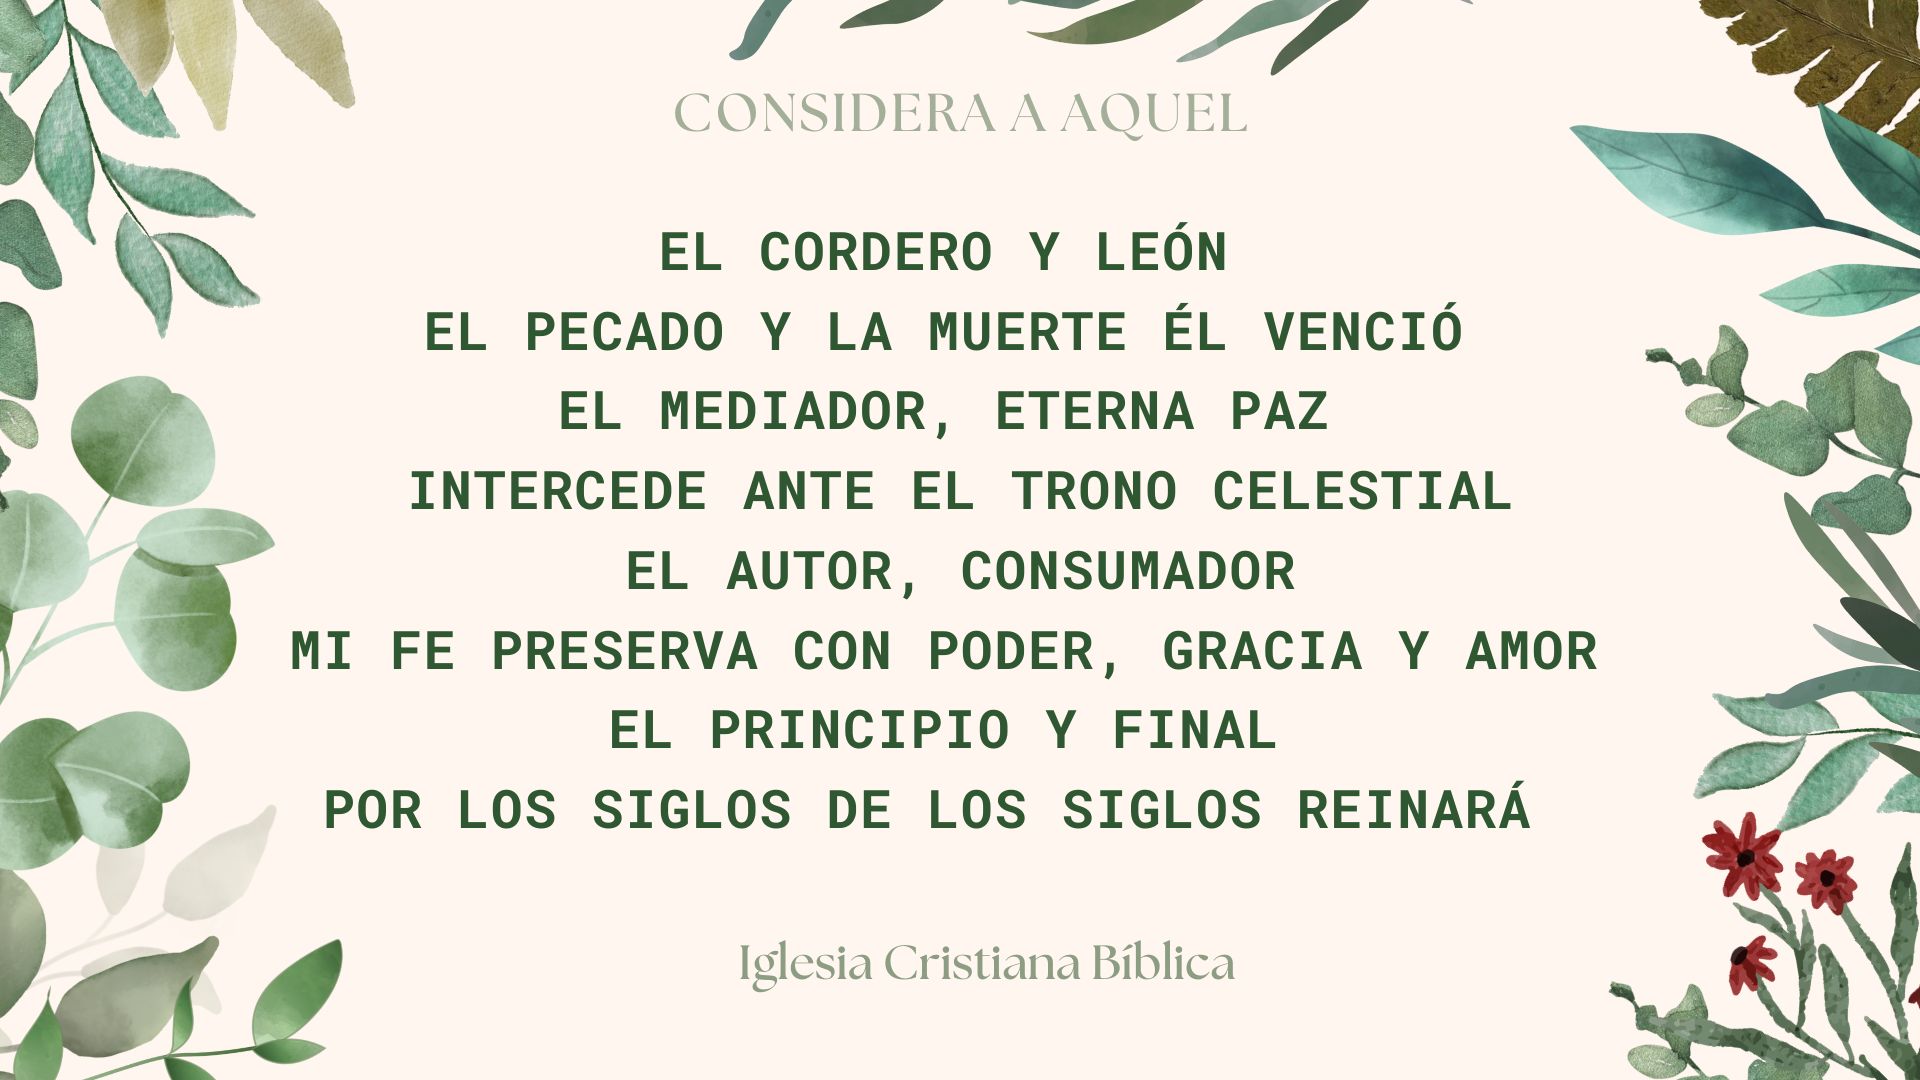 CONSIDERA A AQUEL
EL CORDERO Y LEÓN
EL PECADO Y LA MUERTE ÉL VENCIÓ
EL MEDIADOR, ETERNA PAZ
INTERCEDE ANTE EL TRONO CELESTIAL
EL AUTOR, CONSUMADOR
MI FE PRESERVA CON PODER, GRACIA Y AMOR
EL PRINCIPIO Y FINAL
POR LOS SIGLOS DE LOS SIGLOS REINARÁ
Iglesia Cristiana Bíblica